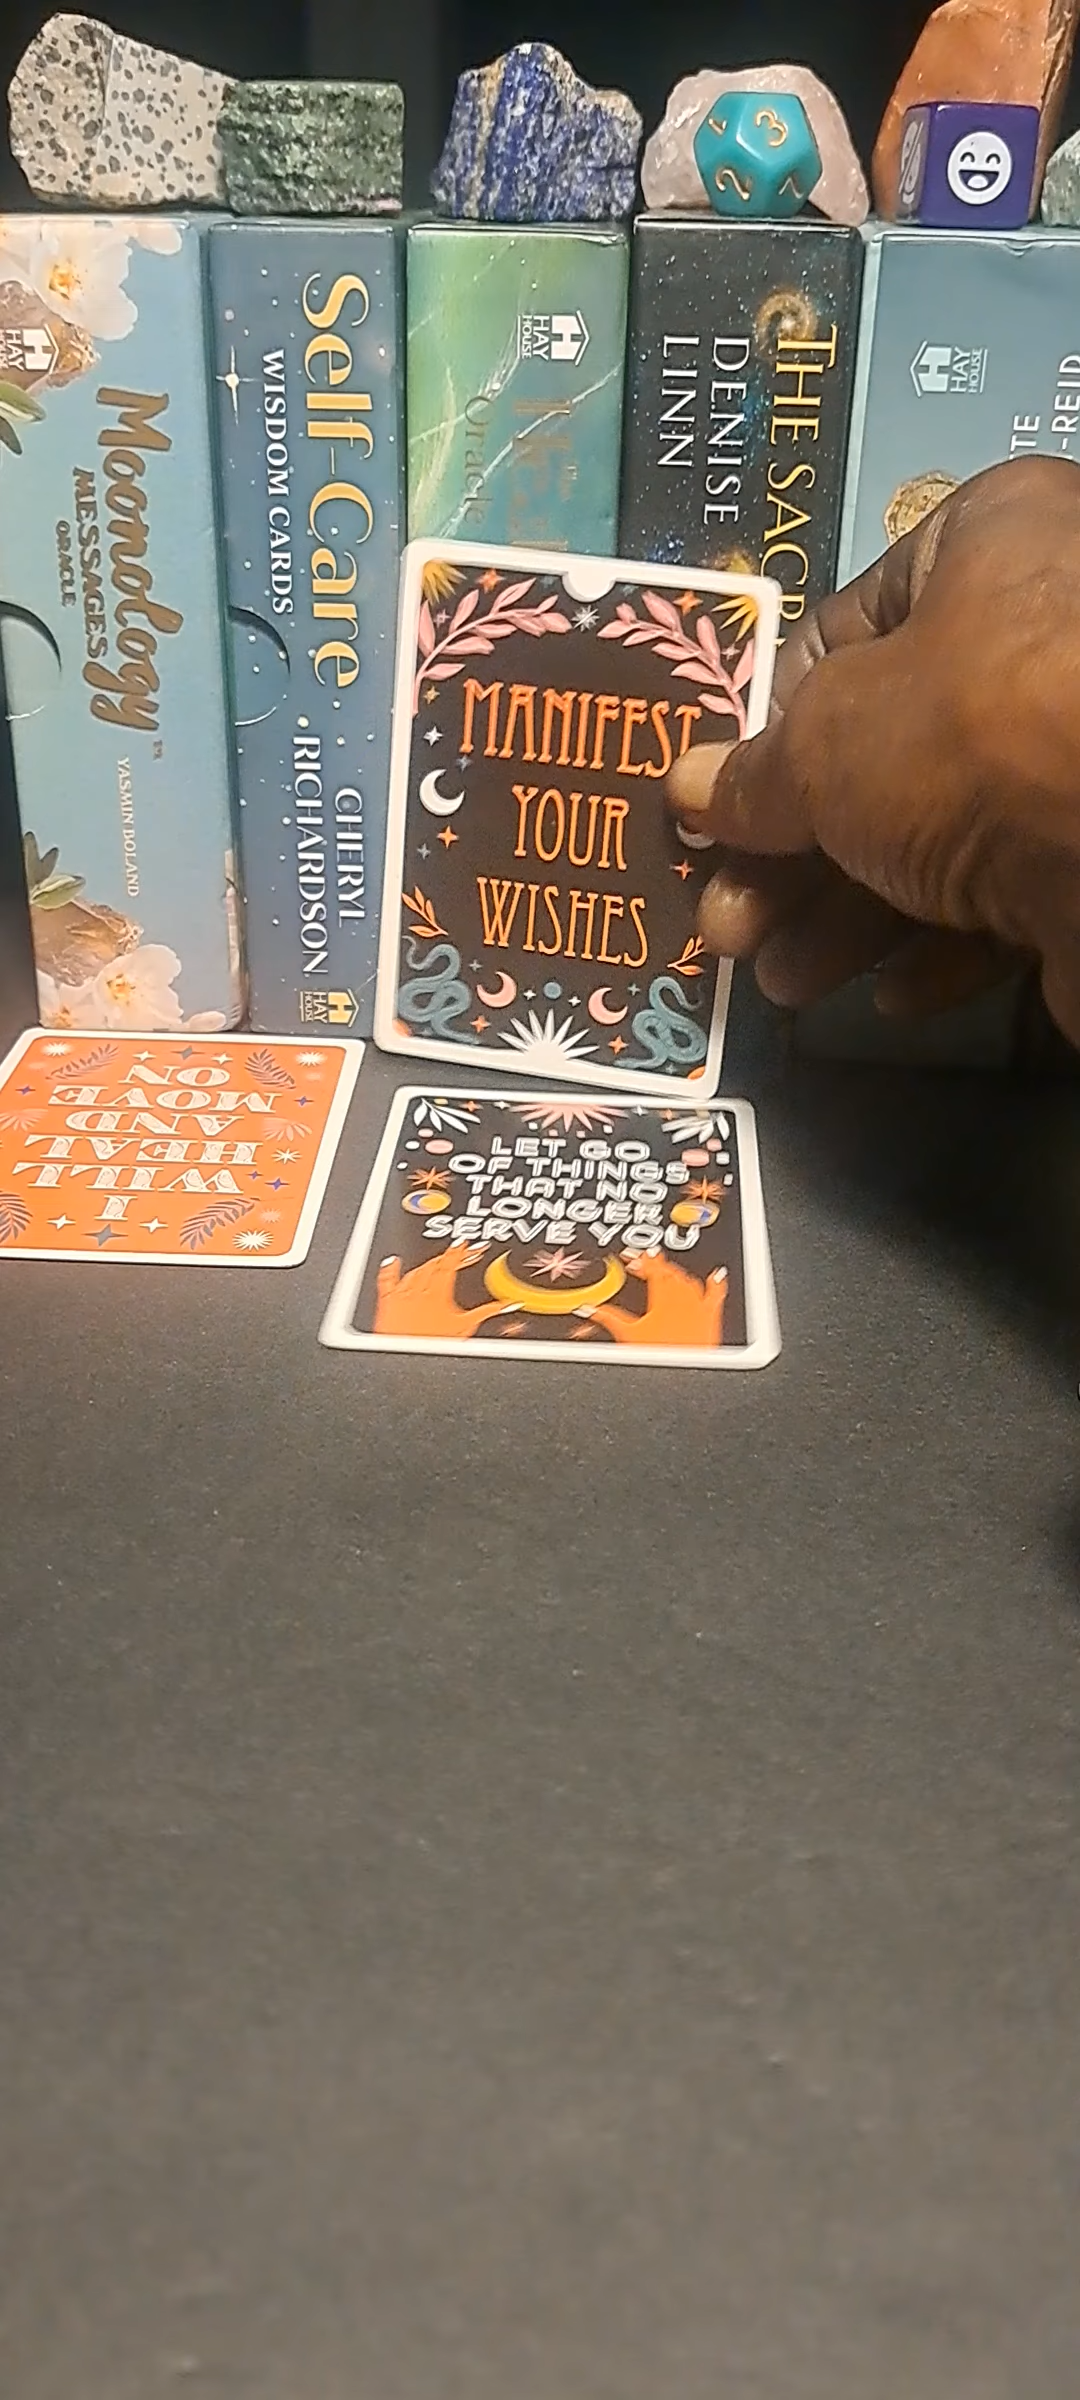 2
3
HAY
HOUSE
Moonology
MESSAGES
ORACLE
YASMIN BOLAND
Self-Care
WISDOM CARDS
CHERYL
RICHARDSON
HAY
HOUSE
HAY
HOUSE
Oracle
THE SACR
DENISE
LINN
HAY
HOUSE
MANIFEST
YOUR
WISHES
I
WILL
HEAL
AND
MOVE
ON
LET GO
OF THINGS
THAT NO
LONGER
SERVE YOU